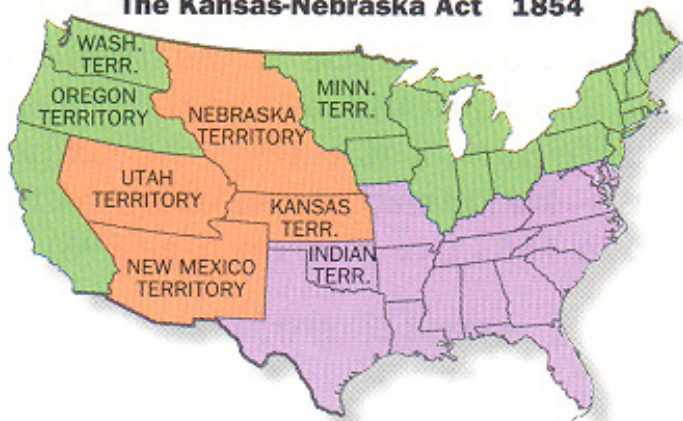 The Kansas-Nebraska Act 1854
WASH.
TERR.
OREGON
TERRITORY
NEBRASKA
TERRITORY
MINN.
TERR.
UTAH
TERRITORY
KANSAS
TERR.
INDIAN
TERR.
NEW MEXICO
TERRITORY